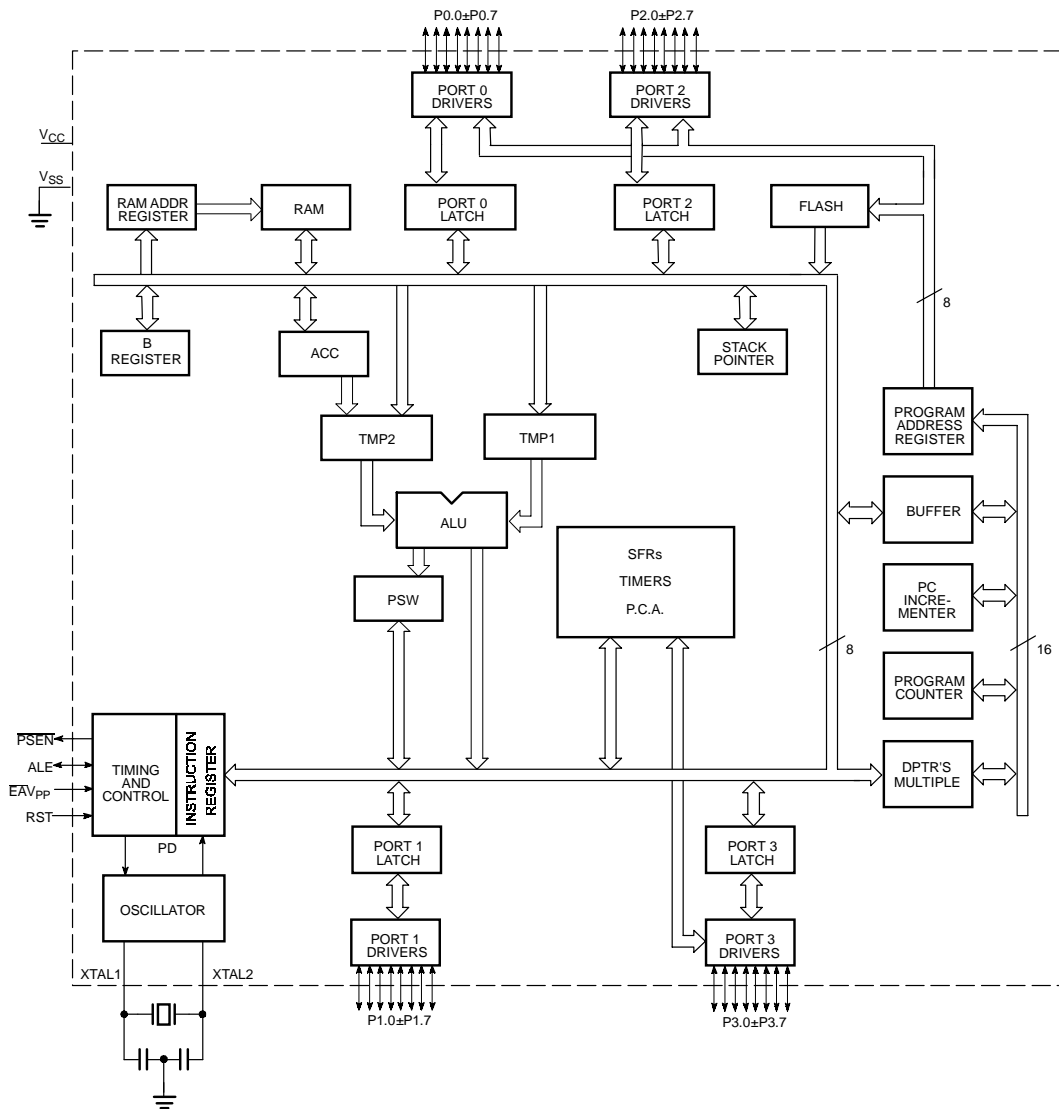 P0.0±P0.7
P2.0±P2.7
PORT 0
DRIVERS
PORT 2
DRIVERS
VCC
VSS
RAM ADDR
REGISTER
RAM
PORT 0
LATCH
PORT 2
LATCH
FLASH
8
B
REGISTER
ACC
STACK
POINTER
PROGRAM
ADDRESS
REGISTER
TMP2
TMP1
BUFFER
ALU
SFRs
TIMERS
P.C.A.
PSW
PC
INCRE-
MENTER
8
16
PROGRAM
COUNTER
PSEN
ALE
EAVPP
RST
TIMING
AND
CONTROL
INSTRUCTION
REGISTER
DPTR'S
MULTIPLE
PD
PORT 1
LATCH
PORT 3
LATCH
OSCILLATOR
PORT 1
DRIVERS
PORT 3
DRIVERS
XTAL1
XTAL2
P1.0±P1.7
P3.0±P3.7